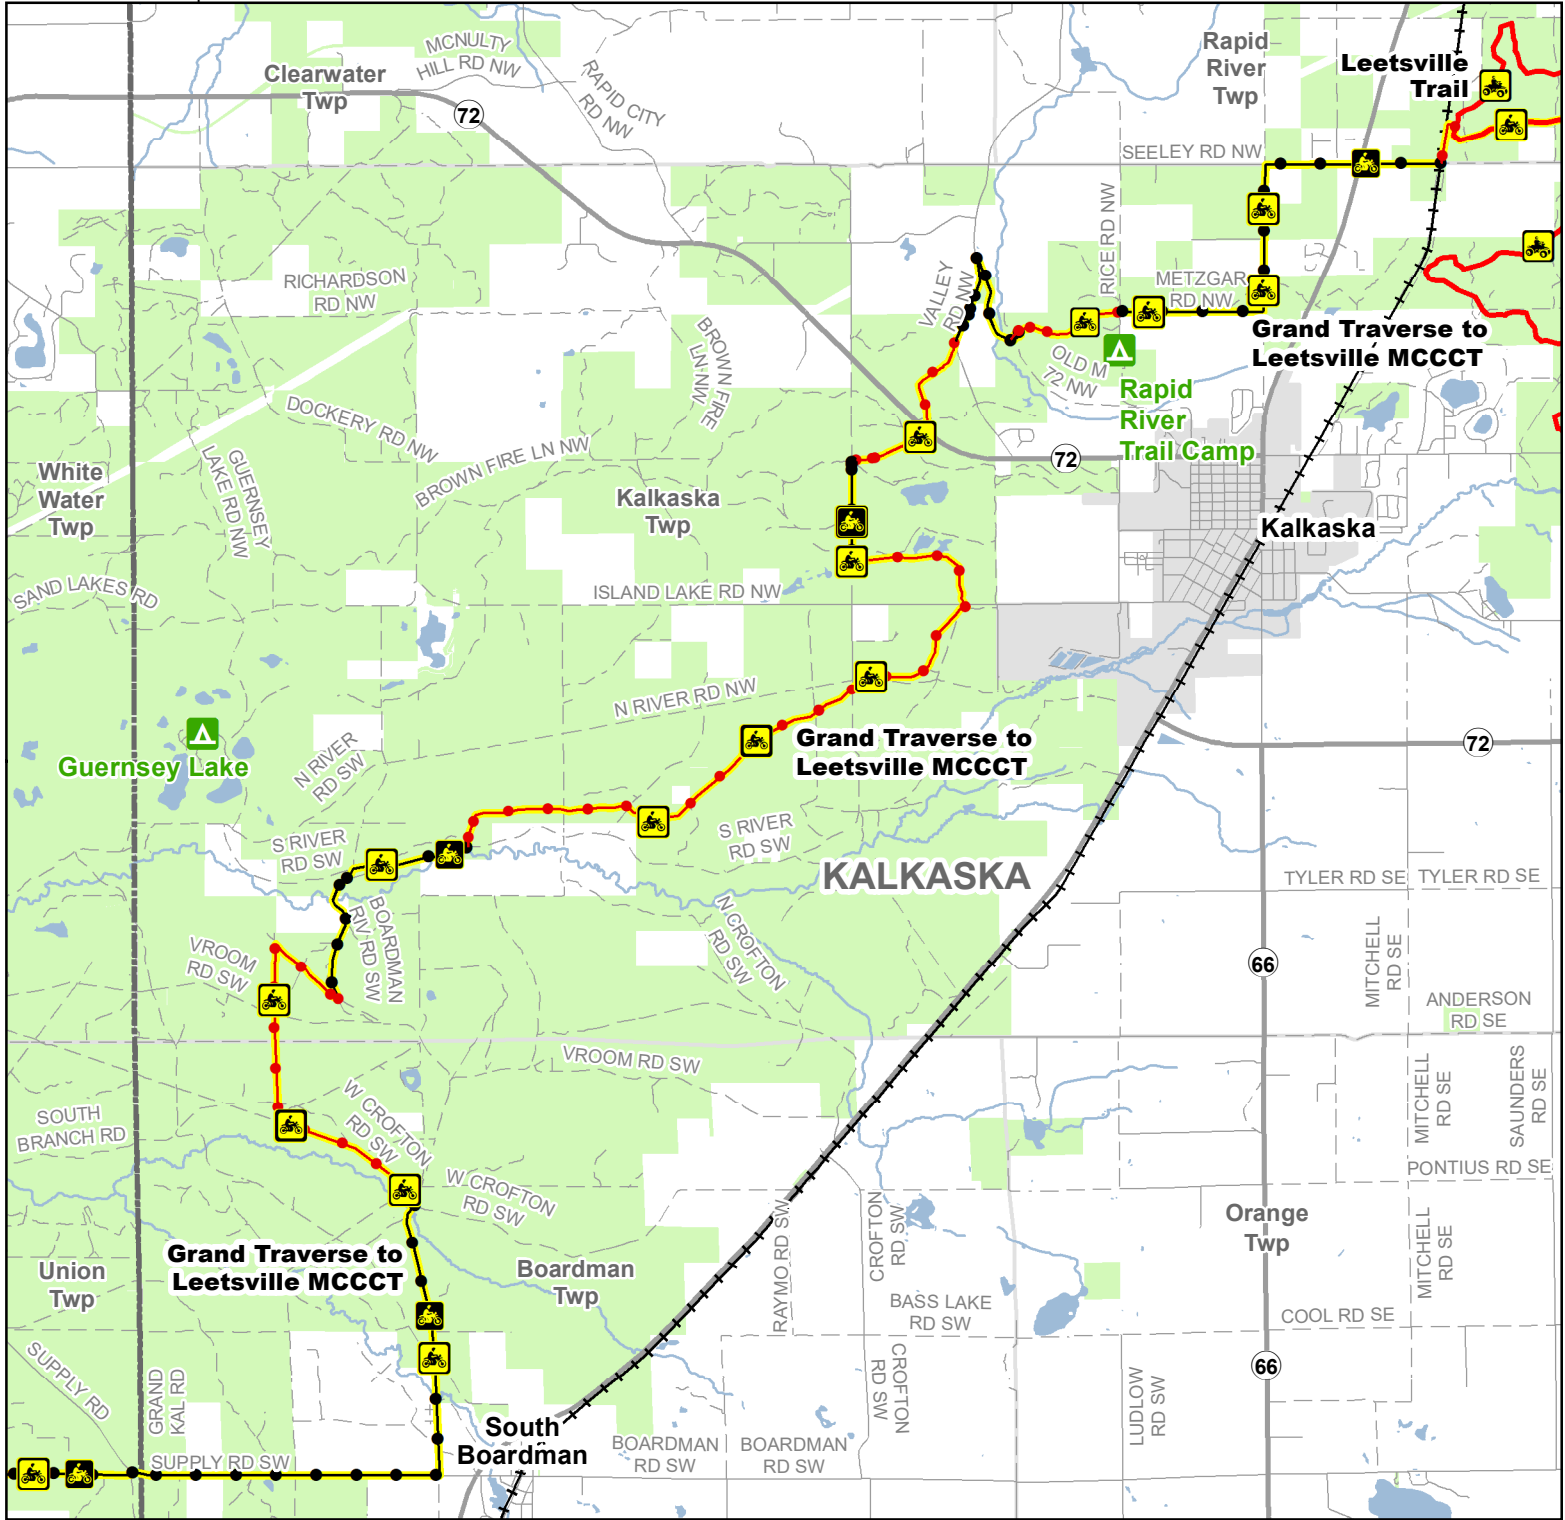 MCNULTY
HILL RD NW
Clearwater
Twp
72
RAPID CITY
RD NW
Rapid
River
Twp
Leetsville
Trail
SEELEY RD NW
RICHARDSON
RD NW
VALLEY
RD NW
RICE RD NW
METZGAR
RD NW
Grand Traverse to
Leetsville MCCCT
BROWN FIRE
LN NW
OLD M
72 NW
Rapid
River
Trail Camp
DOCKERY RD NW
BROWN FIRE LN NW
GUERNSEY
LAKE RD NW
White
Water
Twp
Kalkaska
Twp
72
Kalkaska
SAND LAKES RD
ISLAND LAKE RD NW
N RIVER RD NW
Guernsey Lake
N RIVER
RD SW
Grand Traverse to
Leetsville MCCCT
72
S RIVER
RD SW
S RIVER
RD SW
KALKASKA
TYLER RD SE
TYLER RD SE
BOARDMAN
RIV RD SW
N CROFTON
RD SW
VROOM
RD SW
66
MITCHELL
RD SE
ANDERSON
RD SE
VROOM RD SW
W CROFTON
RD SW
SOUTH
BRANCH RD
MITCHELL
RD SE
SAUNDERS
RD SE
W CROFTON
RD SW
PONTIUS RD SE
Grand Traverse to
Leetsville MCCCT
Union
Twp
Boardman
Twp
RAYMO RD SW
CROFTON
RD SW
Orange
Twp
MITCHELL
RD SE
BASS LAKE
RD SW
COOL RD SE
SUPPLY RD
GRAND
KAL RD
CROFTON
RD SW
LUDLOW
RD SW
66
South
Boardman
SUPPLY RD SW
BOARDMAN
RD SW
BOARDMAN
RD SW